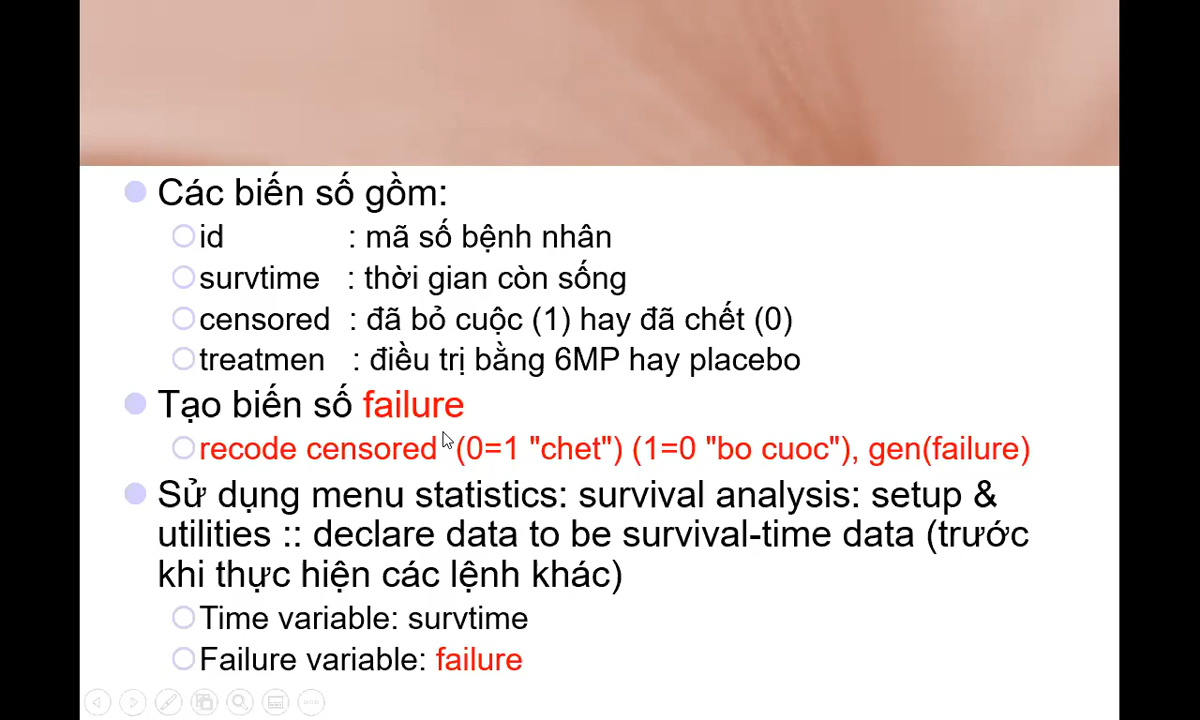 Các biến số gồm:
id : mã số bệnh nhân
survtime : thời gian còn sống
censored : đã bỏ cuộc (1) hay đã chết (0)
treatmen : điều trị bằng 6MP hay placebo
Tạo biến số failure
recode censored (0=1 "chet") (1=0 "bo cuoc"), gen(failure)
Sử dụng menu statistics: survival analysis: setup &
utilities :: declare data to be survival-time data (trước
khi thực hiện các lệnh khác)
Time variable: survtime
Failure variable: failure